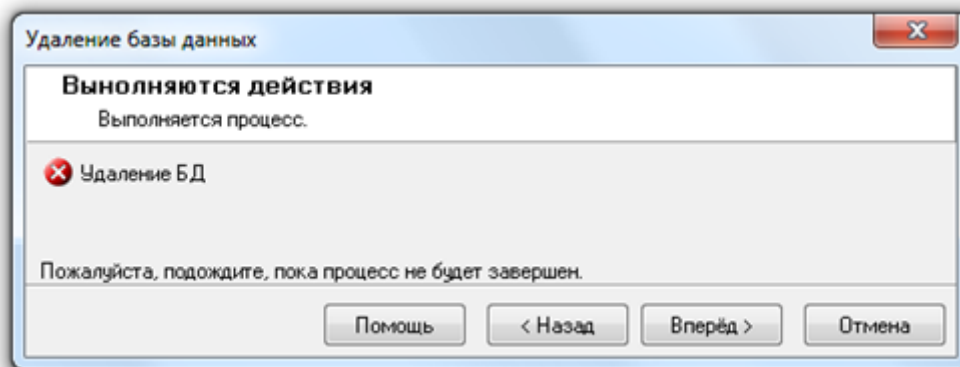 Удаление базы данных
Вынолняются действия
Выполняется процесс.
Удаление БД
Пожалуйста, подождите, пока процесс не будет завершен.
Помощь < Назад Вперёд > Отмена